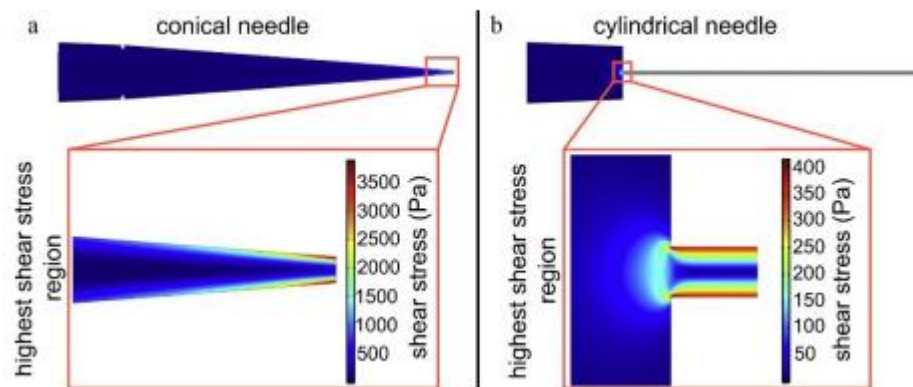 a
conical needle
highest shear stress
region
3500
3000
2500
2000
1500
1000
500
shear stress (Pa)
b
cylindrical needle
highest shear stress
region
400
350
300
250
200
150
100
50
shear stress (Pa)